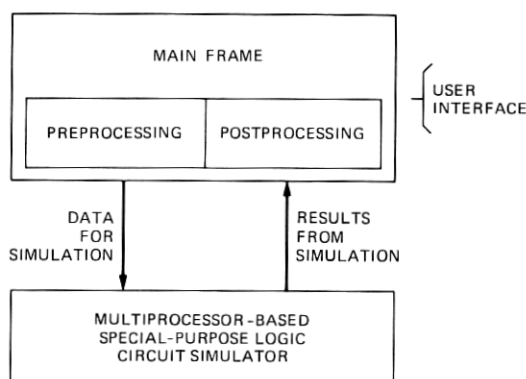 MAIN FRAME
PREPROCESSING
POSTPROCESSING
USER
INTERFACE
DATA
FOR
SIMULATION
RESULTS
FROM
SIMULATION
MULTIPROCESSOR-BASED
SPECIAL-PURPOSE LOGIC
CIRCUIT SIMULATOR